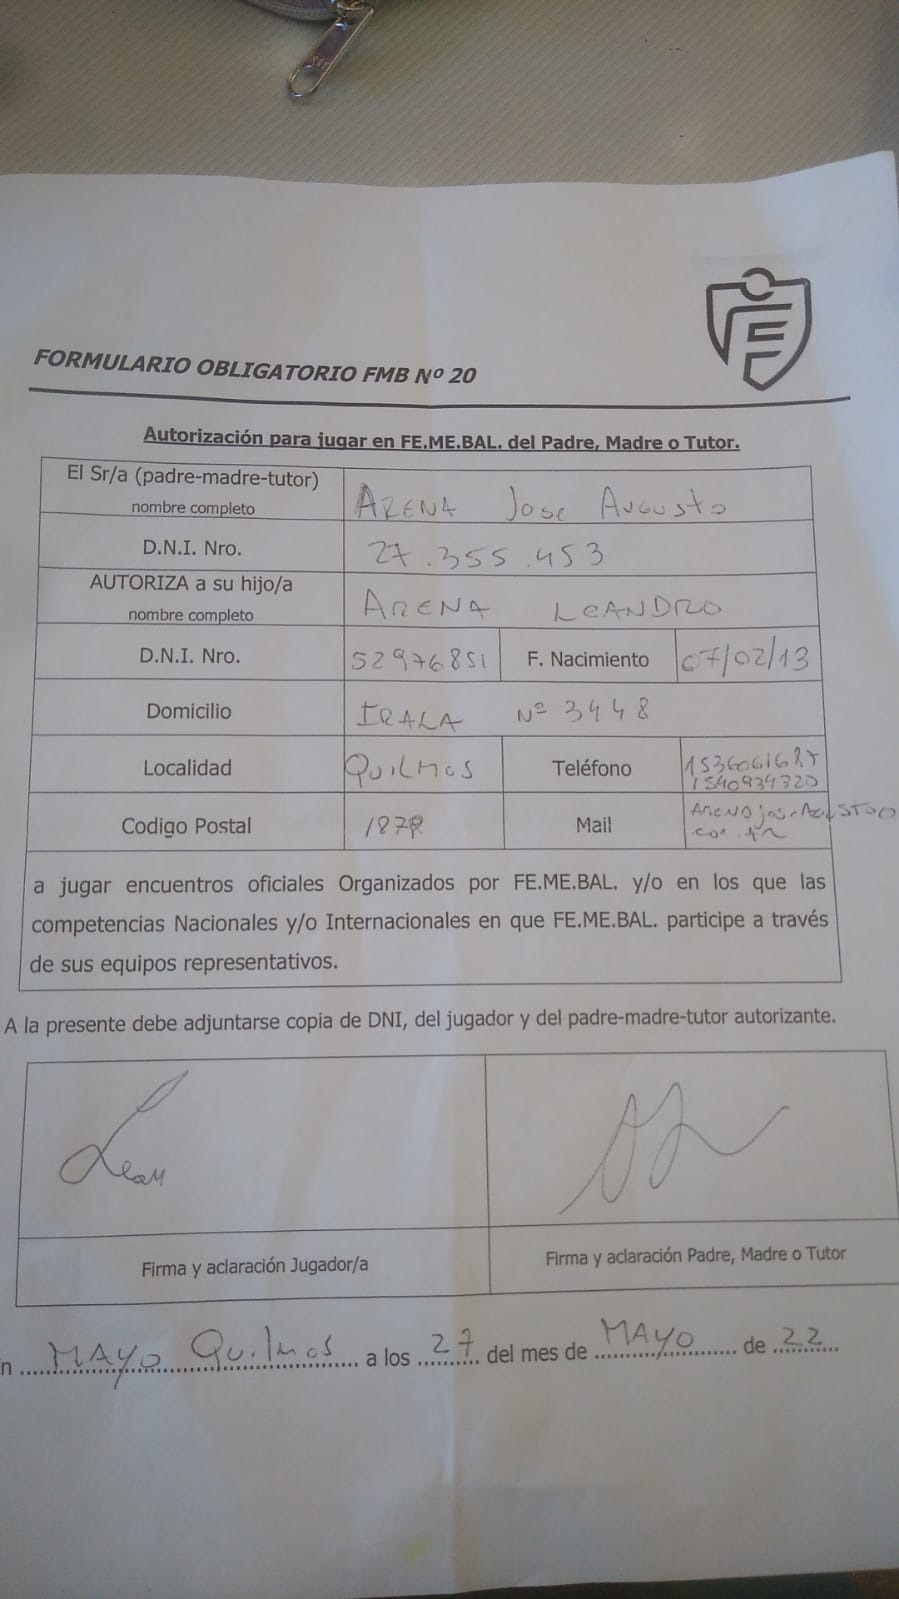 FORMULARIO OBLIGATORIO FMB Nº 20
Autorización para jugar en FE.ME.BAL. del Padre, Madre o Tutor.
El Sr/a (padre-madre-tutor)
nombre completo
ARENA Jose Augusto
D.N.I. Nro.
27.355.453
AUTORIZA a su hijo/a
nombre completo
ARENA LeANDRO
D.N.I. Nro.
52976851
F. Nacimiento
07/02/13
Domicilio
IRALA Nº 3448
Localidad
QUILMeS
Teléfono
1536061687
1540934720
Codigo Postal
1878
Mail
com.Ar
a jugar encuentros oficiales Organizados por FE.ME.BAL. y/o en los que las
competencias Nacionales y/o Internacionales en que FE.ME.BAL. participe a través
de sus equipos representativos.
A la presente debe adjuntarse copia de DNI, del jugador y del padre-madre-tutor autorizante.
Lean
Firma y aclaración Jugador/a
Firma y aclaración Padre, Madre o Tutor
n MAYO Quilmes a los 27 del mes de MAYO de 22